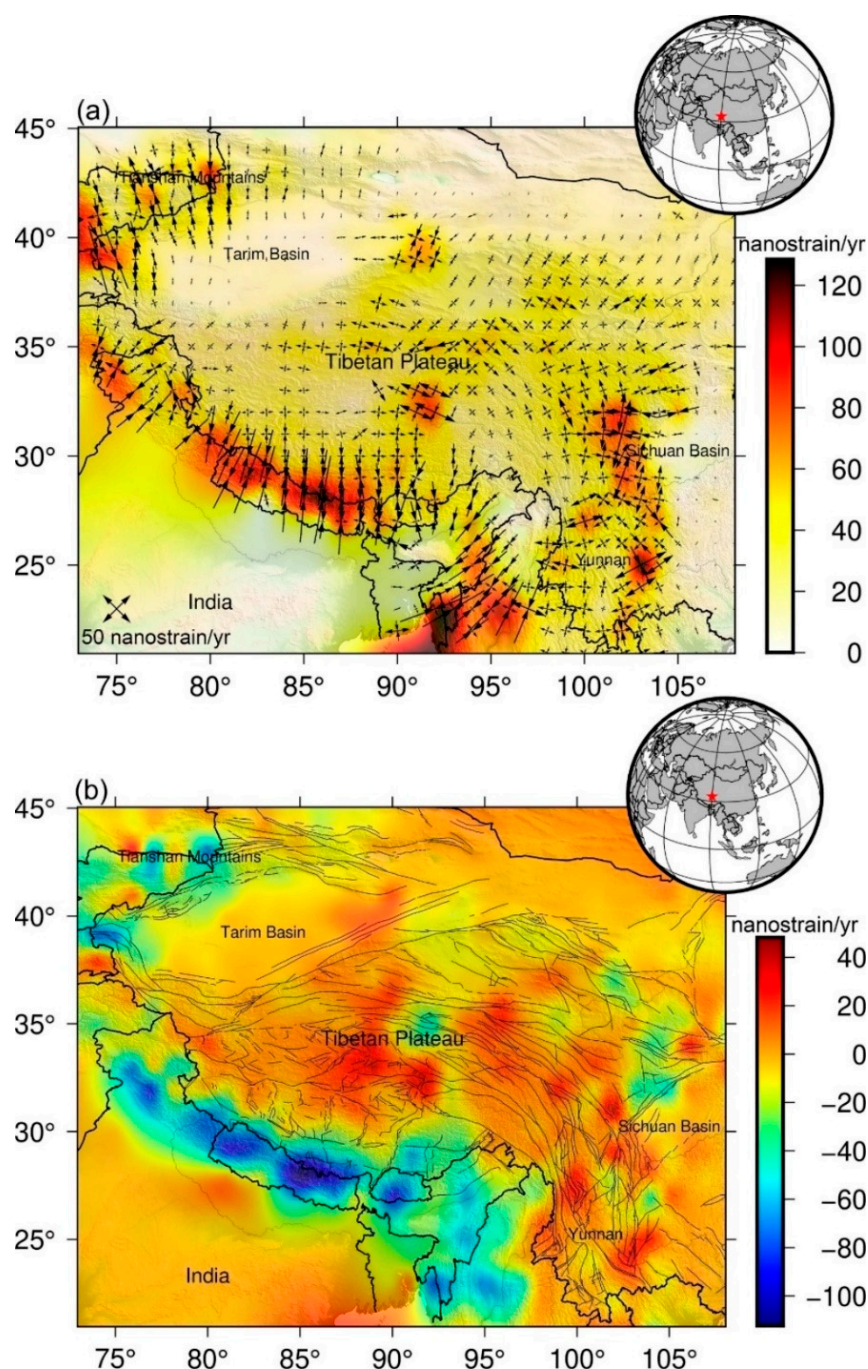 (a)
45°
40°
35°
30°
25°
Tianshan Mountains
Tarim Basin
Tibetan Plateau
Sichuan Basin
Yunnan
India
50 nanostrain/yr
75° 80° 85° 90° 95° 100° 105°
nanostrain/yr
120
100
80
60
40
20
0
(b)
45°
40°
35°
30°
25°
Tianshan Mountains
Tarim Basin
Tibetan Plateau
Sichuan Basin
Yunnan
India
75° 80° 85° 90° 95° 100° 105°
nanostrain/yr
40
20
0
−20
−40
−60
−80
−100